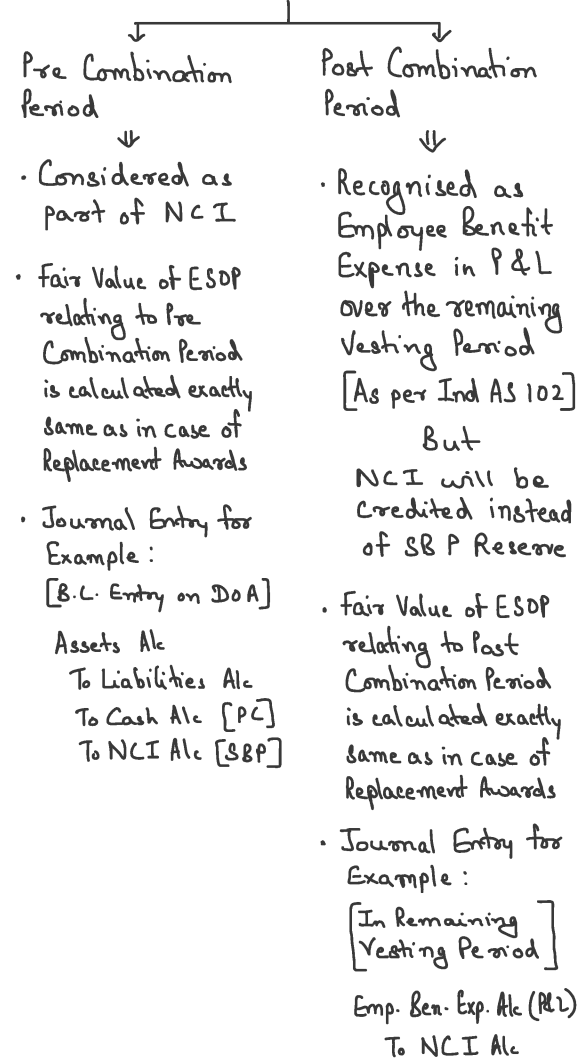 Pre Combination
Period
⇓
• Considered as
part of NCI
• Fair Value of ESOP
relating to Pre
Combination Period
is calculated exactly
same as in case of
Replacement Awards
• Journal Entry for
Example :
[B.C. Entry on DoA]
Assets A/c
To Liabilities A/c
To Cash A/c [PC]
To NCI A/c [SBP]
Post Combination
Period
⇓
• Recognised as
Employee Benefit
Expense in P & L
over the remaining
Vesting Period
[As per Ind AS 102]
But
NCI will be
Credited instead
of SBP Reserve
• Fair Value of ESOP
relating to Post
Combination Period
is calculated exactly
same as in case of
Replacement Awards
• Journal Entry for
Example :
[In Remaining
Vesting Period]
Emp. Ben. Exp. A/c (P&L)
To NCI A/c